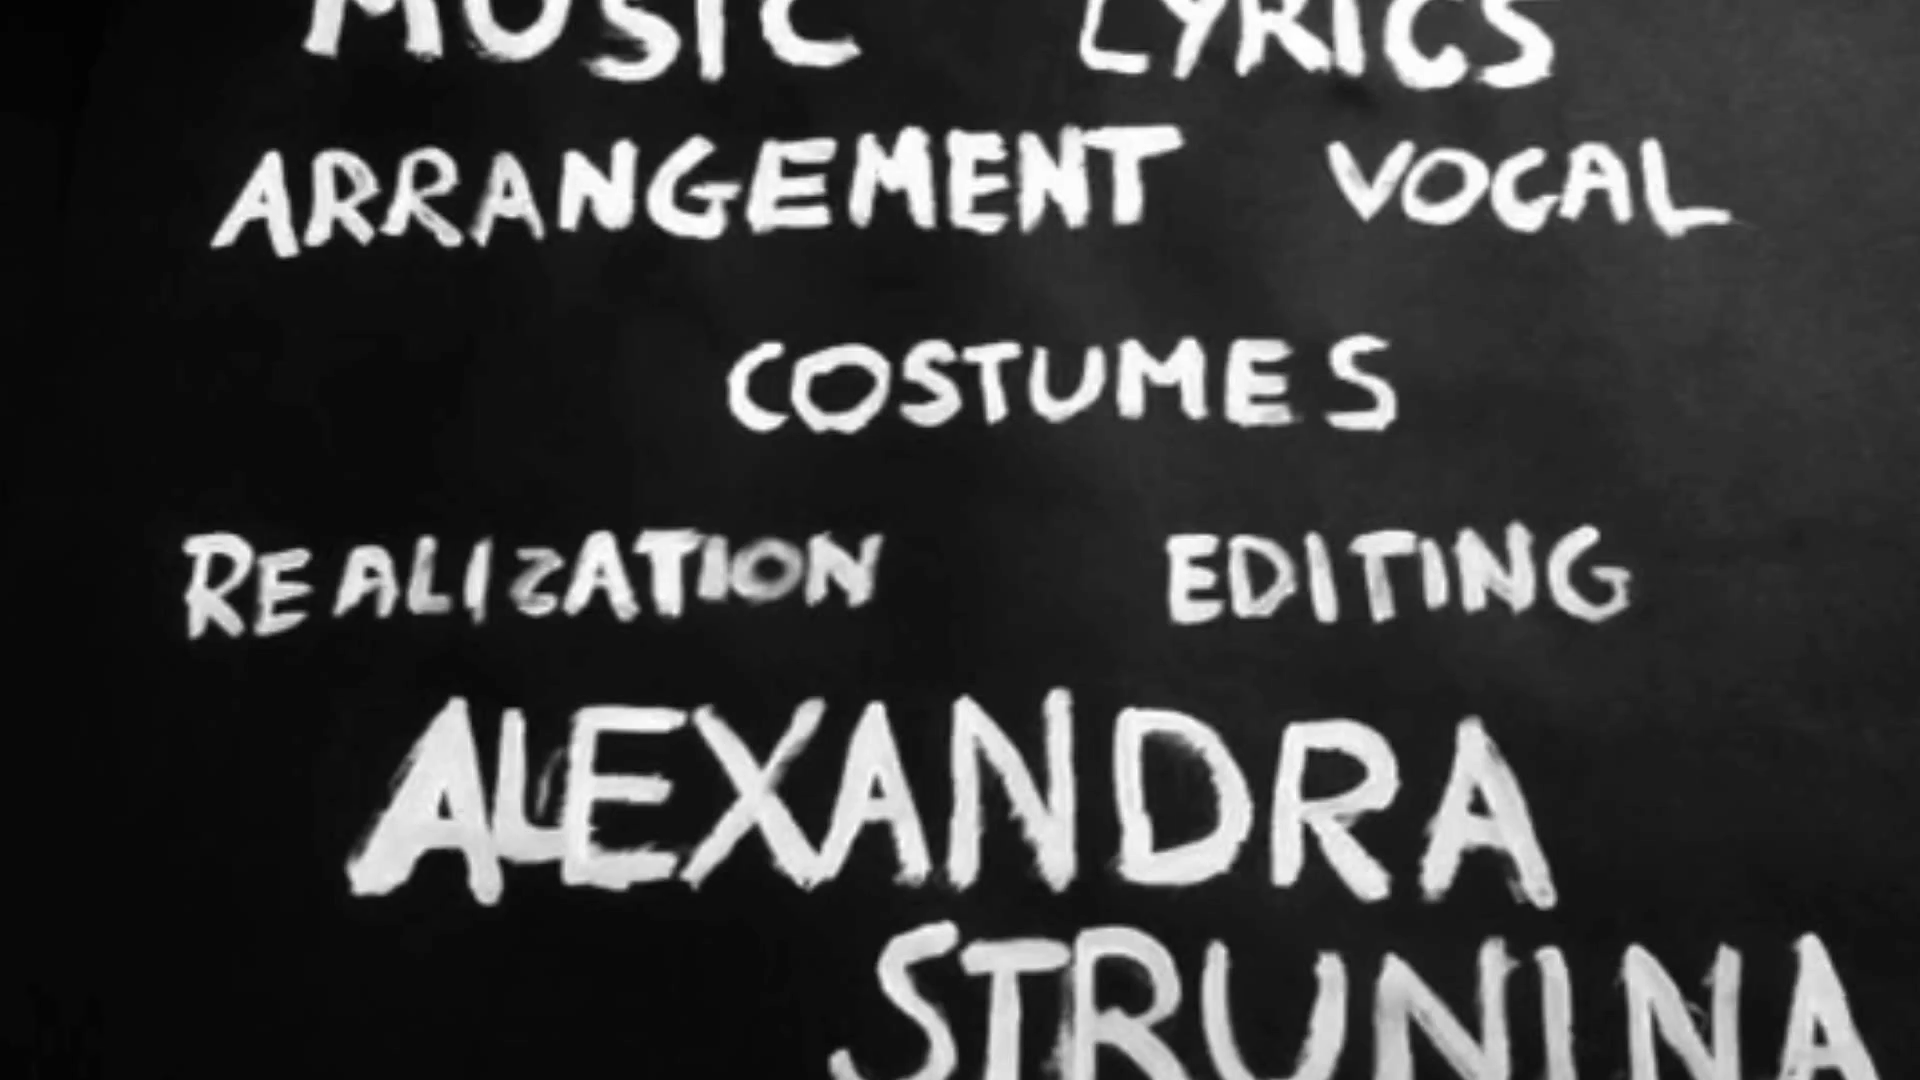 MUSIC LYRICS
ARRANGEMENT VOCAL
COSTUMES
REALIZATION EDITING
ALEXANDRA
STRUNINA